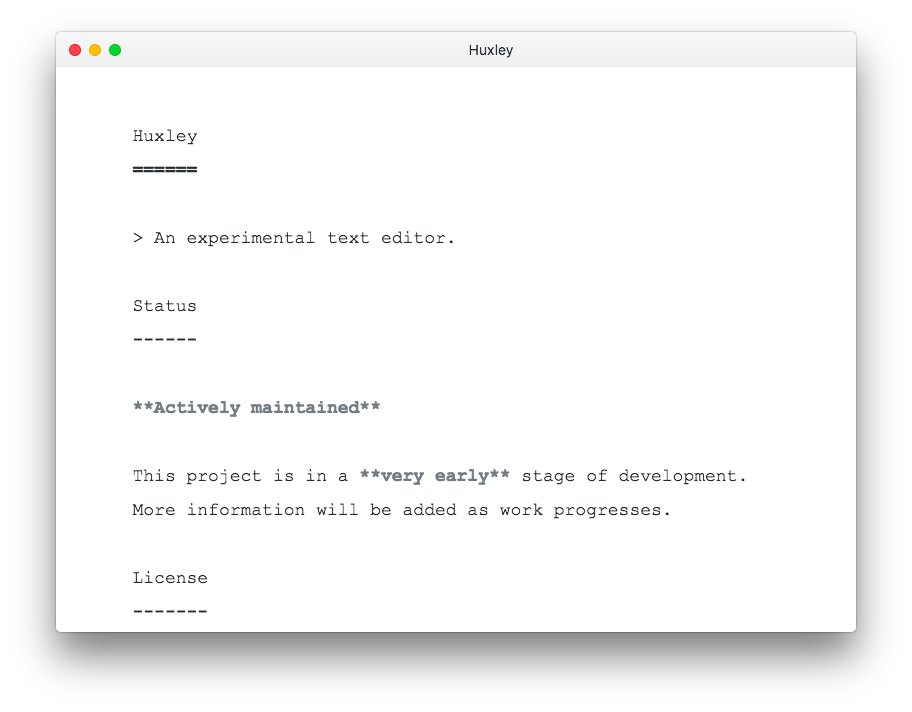 Huxley
Huxley
======
> An experimental text editor.
Status
------
**Actively maintained**
This project is in a **very early** stage of development.
More information will be added as work progresses.
License
-------